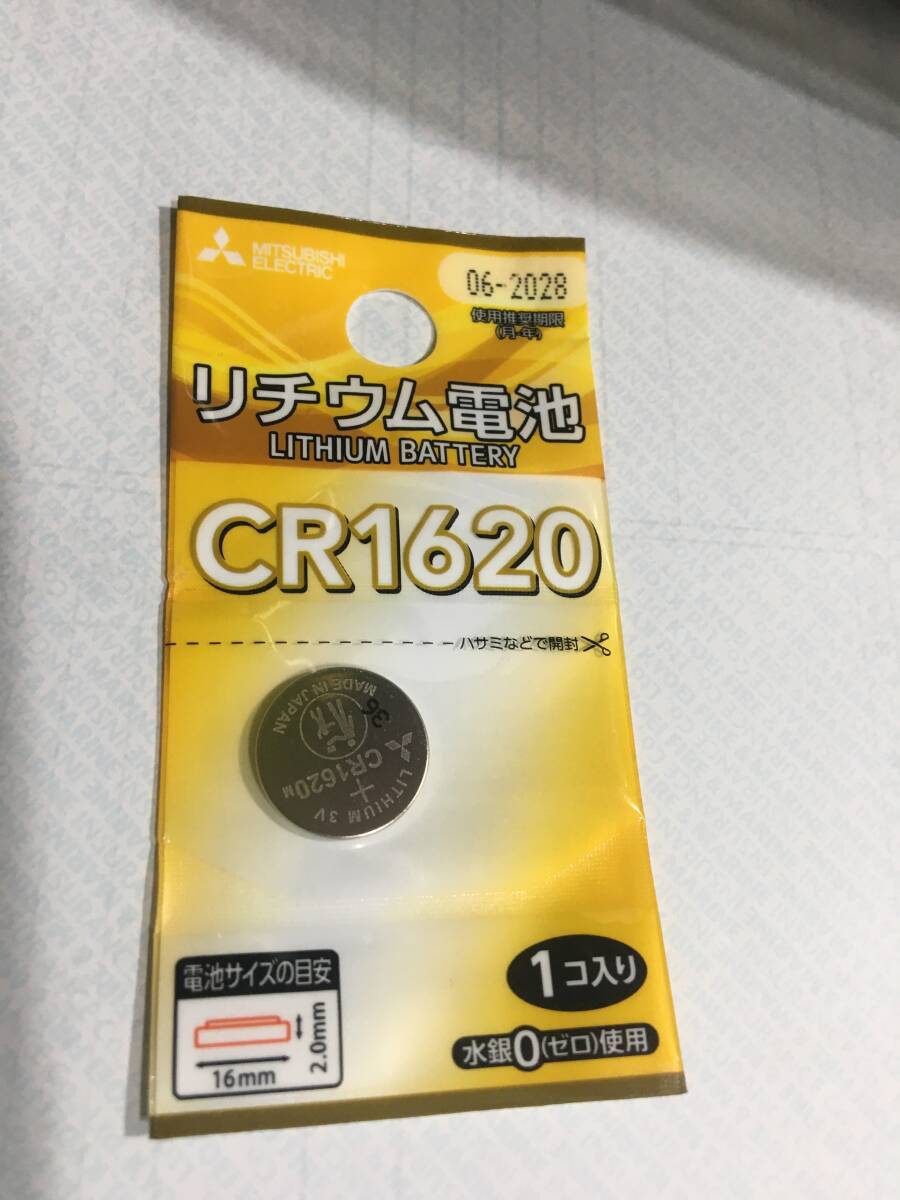 MITSUBISHI
ELECTRIC
06-2028
使用推奨期限
(月-年)
リチウム電池
LITHIUM BATTERY
CR1620
ハサミなどで開封
MADE IN JAPAN
36
CR1620M
+
LITHIUM 3V
電池サイズの目安
2.0mm
16mm
1コ入り
水銀0(ゼロ)使用